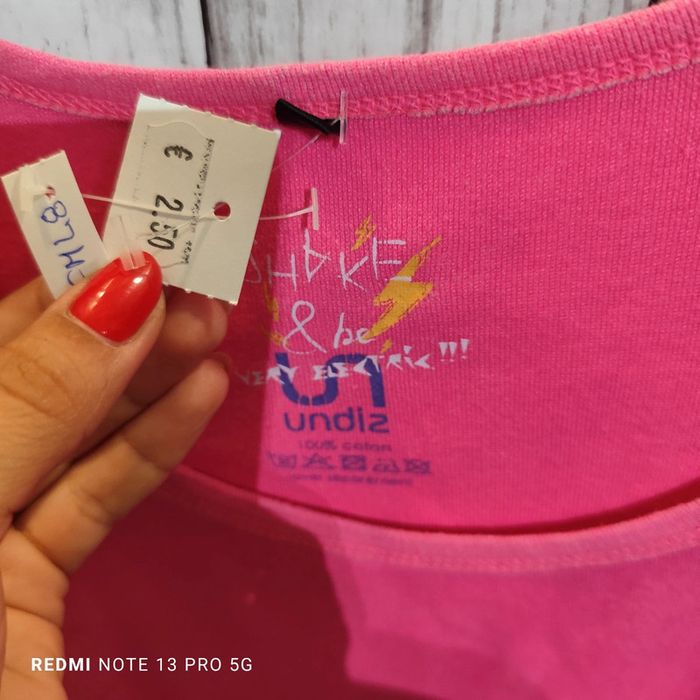 € 2.50
SHAKE
& be
VERY ELECTRIC!!!
undiz
100% coton
REDMI NOTE 13 PRO 5G